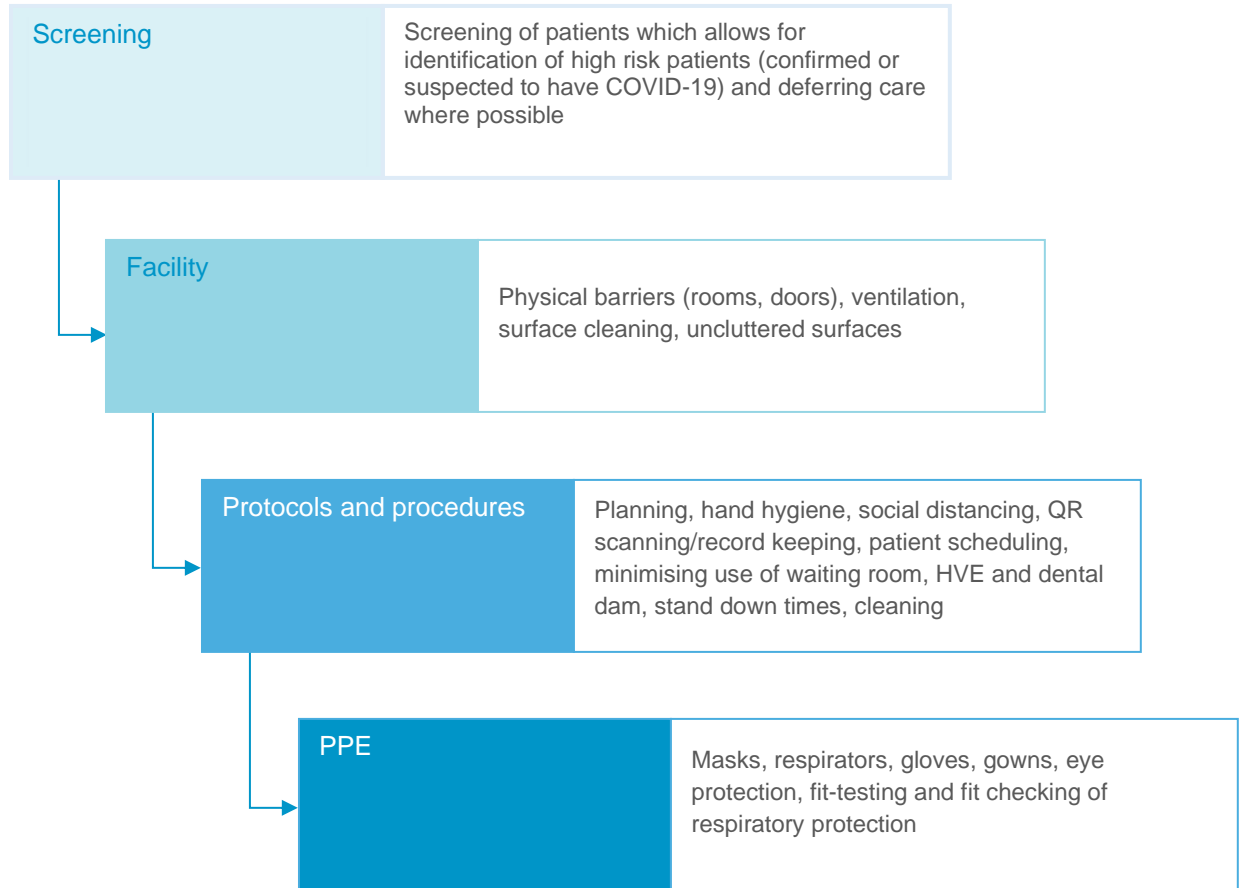 Screening
Screening of patients which allows for
identification of high risk patients (confirmed or
suspected to have COVID-19) and deferring care
where possible
Facility
Physical barriers (rooms, doors), ventilation,
surface cleaning, uncluttered surfaces
Protocols and procedures
Planning, hand hygiene, social distancing, QR
scanning/record keeping, patient scheduling,
minimising use of waiting room, HVE and dental
dam, stand down times, cleaning
PPE
Masks, respirators, gloves, gowns, eye
protection, fit-testing and fit checking of
respiratory protection